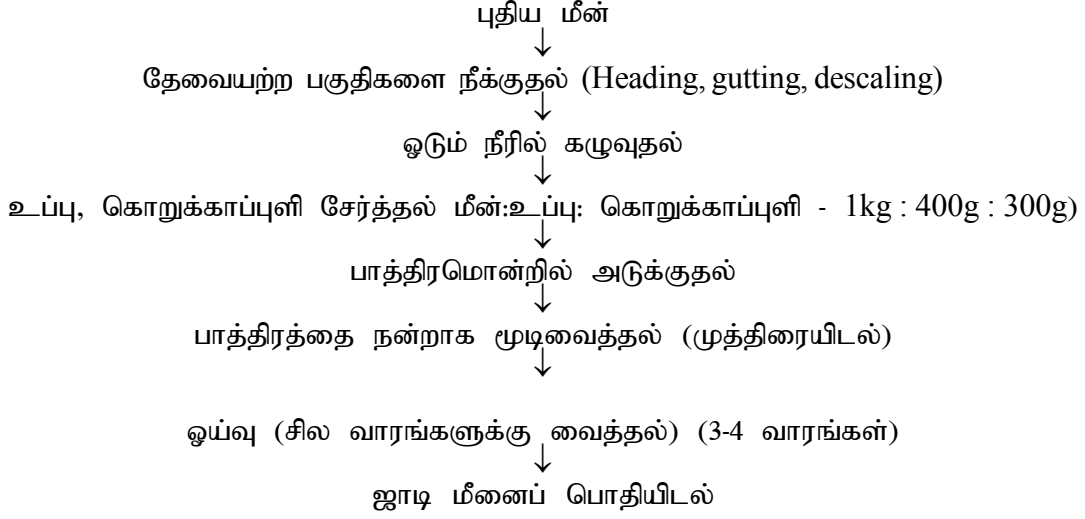 புதிய மீன்
↓
தேவையற்ற பகுதிகளை நீக்குதல் (Heading, gutting, descaling)
↓
ஓடும் நீரில் கழுவுதல்
↓
உப்பு, கொறுக்காப்புளி சேர்த்தல் மீன்:உப்பு: கொறுக்காப்புளி - 1kg : 400g : 300g)
↓
பாத்திரமொன்றில் அடுக்குதல்
↓
பாத்திரத்தை நன்றாக மூடிவைத்தல் (முத்திரையிடல்)
↓
ஓய்வு (சில வாரங்களுக்கு வைத்தல்) (3-4 வாரங்கள்)
↓
ஜாடி மீனைப் பொதியிடல்